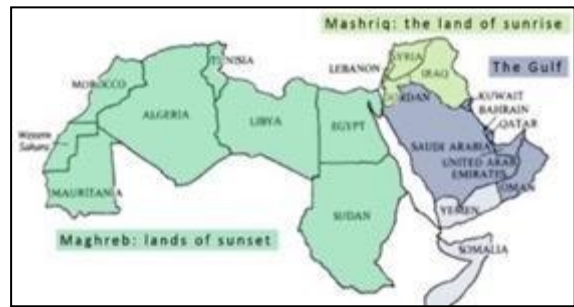 Mashriq: the land of sunrise
SYRIA
LEBANON
IRAQ
The Gulf
TUNISIA
MOROCCO
JORDAN
KUWAIT
BAHRAIN
QATAR
ALGERIA
LIBYA
EGYPT
Western
Sahara
SAUDI ARABIA
UNITED ARAB
EMIRATES
OMAN
MAURITANIA
YEMEN
SUDAN
Maghreb: lands of sunset
SOMALIA